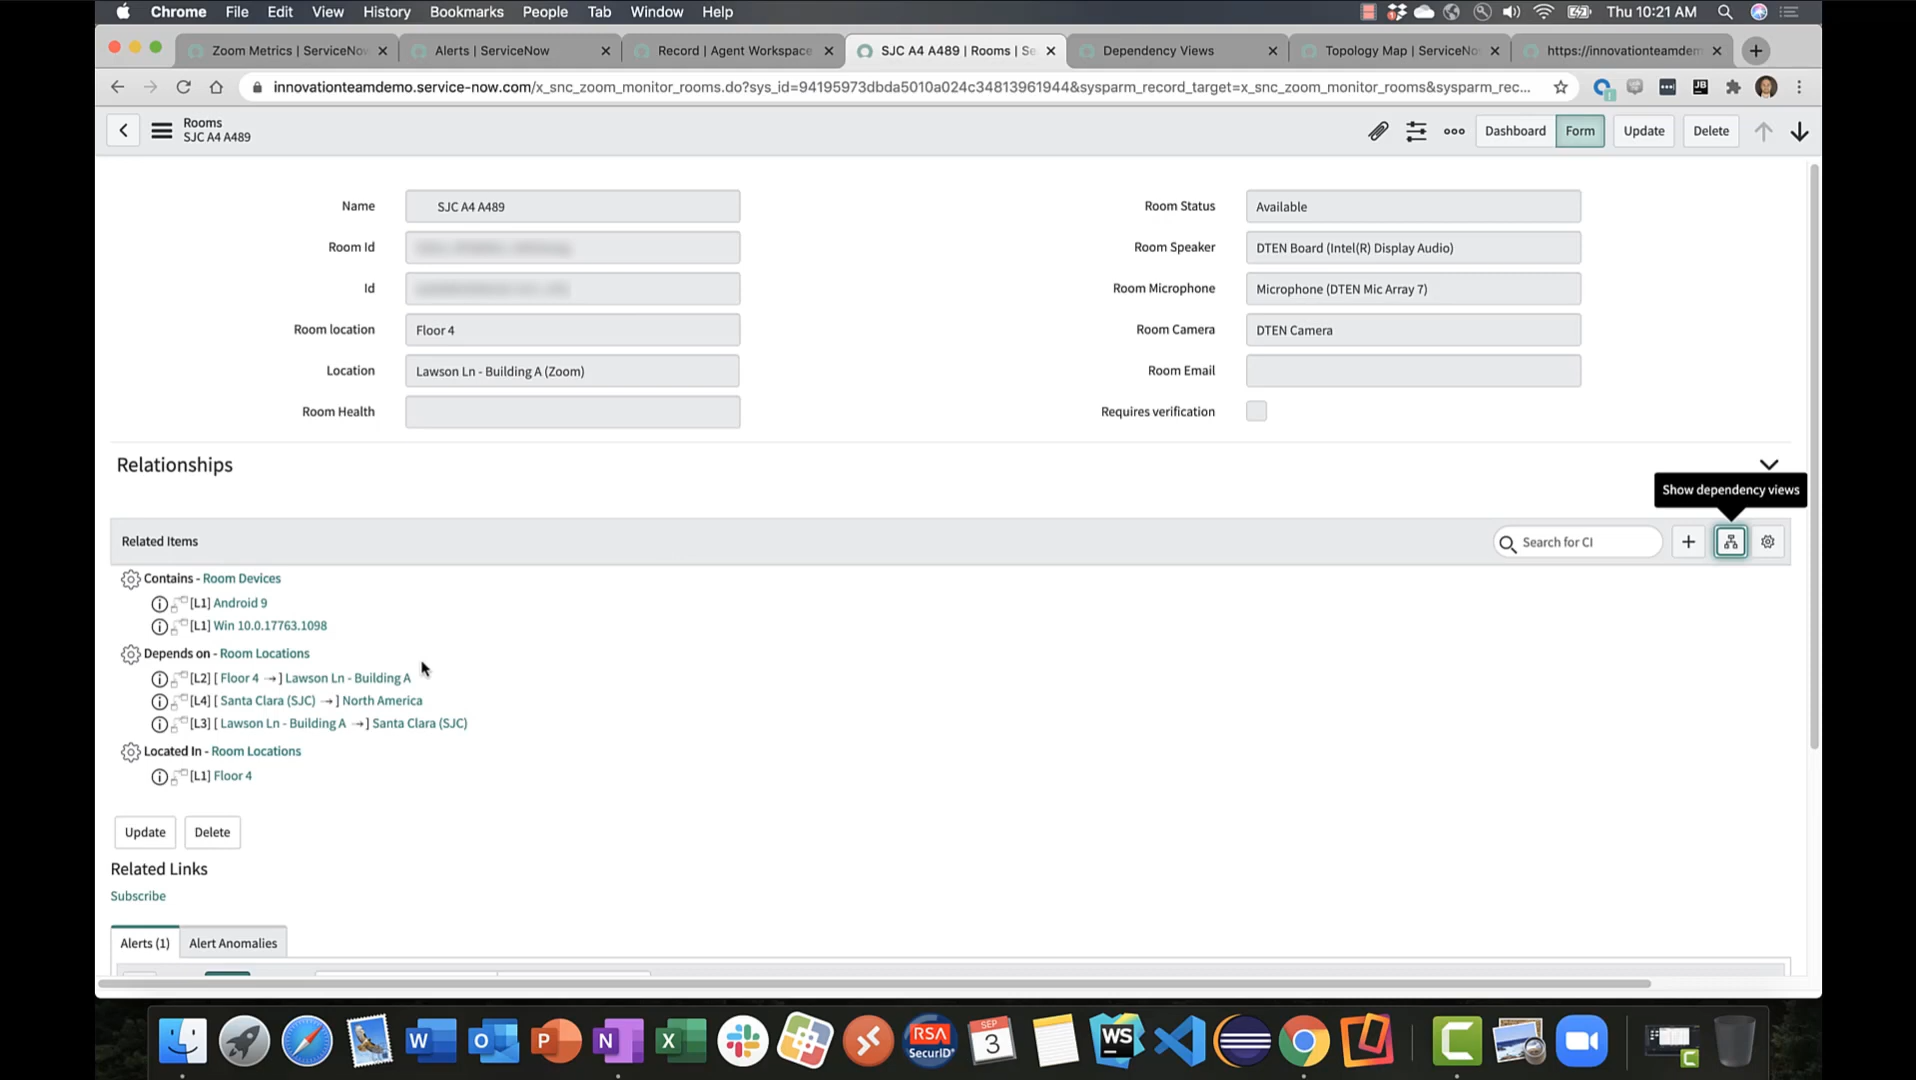 Chrome File Edit View History Bookmarks People Tab Window Help Thu 10:21 AM
Zoom Metrics | ServiceNow Alerts | ServiceNow Record | Agent Workspace SJC A4 A489 | Rooms | Se Dependency Views Topology Map | ServiceNo https://innovationteamdem
innovationteamdemo.service-now.com/x_snc_zoom_monitor_rooms.do?sys_id=94195973dbda5010a024c34813961944&sysparm_record_target=x_snc_zoom_monitor_rooms&sysparm_rec... JB
Rooms
SJC A4 A489
Dashboard Form Update Delete
Name SJC A4 A489 Room Status Available
Room Id Room Speaker DTEN Board (Intel(R) Display Audio)
Id Room Microphone Microphone (DTEN Mic Array 7)
Room location Floor 4 Room Camera DTEN Camera
Location Lawson Ln - Building A (Zoom) Room Email
Room Health Requires verification
Relationships
Show dependency views
Related Items Search for CI
Contains - Room Devices
[L1] Android 9
[L1] Win 10.0.17763.1098
Depends on - Room Locations
[L2] [ Floor 4 → ] Lawson Ln - Building A
[L4] [ Santa Clara (SJC) → ] North America
[L3] [ Lawson Ln - Building A → ] Santa Clara (SJC)
Located In - Room Locations
[L1] Floor 4
Update Delete
Related Links
Subscribe
Alerts (1) Alert Anomalies
W O P N X RSA SecurID SEP 3 WS C